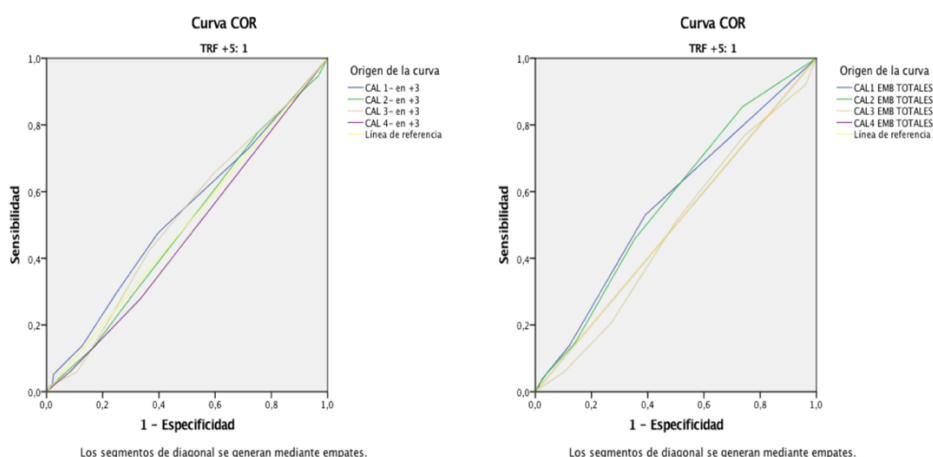 Curva COR
TRF +5: 1
Sensibilidad
1,0
0,8
0,6
0,4
0,2
0,0
0,0 0,2 0,4 0,6 0,8 1,0
1 - Especificidad
Origen de la curva
CAL 1- en +3
CAL 2- en +3
CAL 3- en +3
CAL 4- en +3
Línea de referencia
Los segmentos de diagonal se generan mediante empates.
Curva COR
TRF +5: 1
Sensibilidad
1,0
0,8
0,6
0,4
0,2
0,0
0,0 0,2 0,4 0,6 0,8 1,0
1 - Especificidad
Origen de la curva
CAL1 EMB TOTALES
CAL2 EMB TOTALES
CAL3 EMB TOTALES
CAL4 EMB TOTALES
Línea de referencia
Los segmentos de diagonal se generan mediante empates.